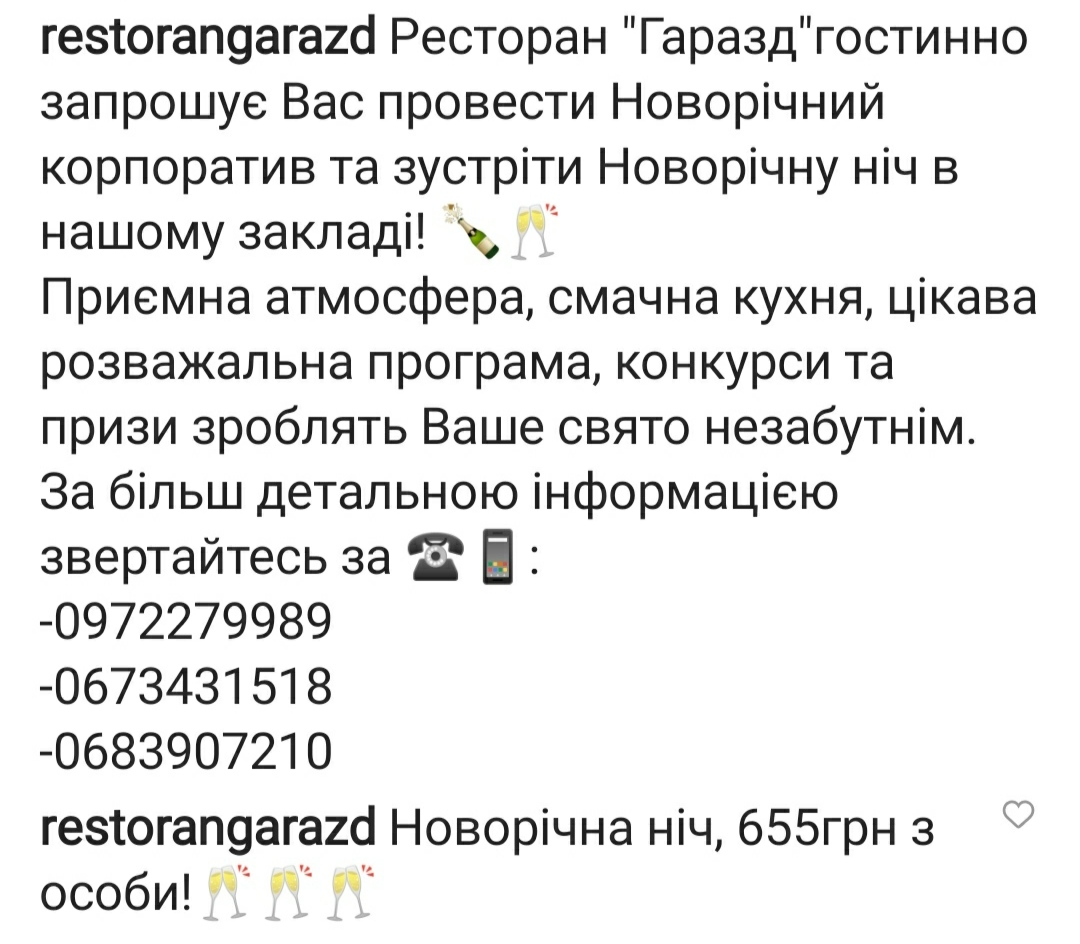 restorangarazd Ресторан "Гаразд"гостинно
запрошує Вас провести Новорічний
корпоратив та зустріти Новорічну ніч в
нашому закладі! 🍾🥂
Приємна атмосфера, смачна кухня, цікава
розважальна програма, конкурси та
призи зроблять Ваше свято незабутнім.
За більш детальною інформацією
звертайтесь за ☎📱:
-0972279989
-0673431518
-0683907210
restorangarazd Новорічна ніч, 655грн з
особи!🥂🥂🥂